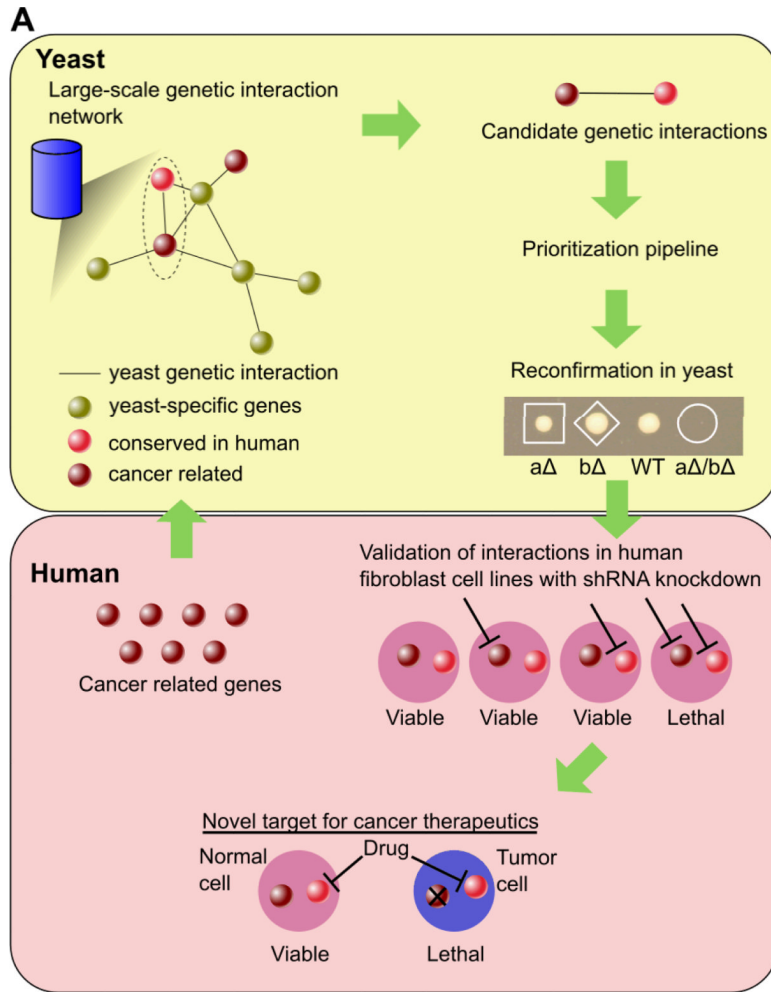 A
Yeast
Large-scale genetic interaction
network
Candidate genetic interactions
Prioritization pipeline
Reconfirmation in yeast
aΔ bΔ WT aΔ/bΔ
yeast genetic interaction
yeast-specific genes
conserved in human
cancer related
Human
Cancer related genes
Validation of interactions in human
fibroblast cell lines with shRNA knockdown
Viable Viable Viable Lethal
Novel target for cancer therapeutics
Normal
cell
Drug
Tumor
cell
Viable Lethal